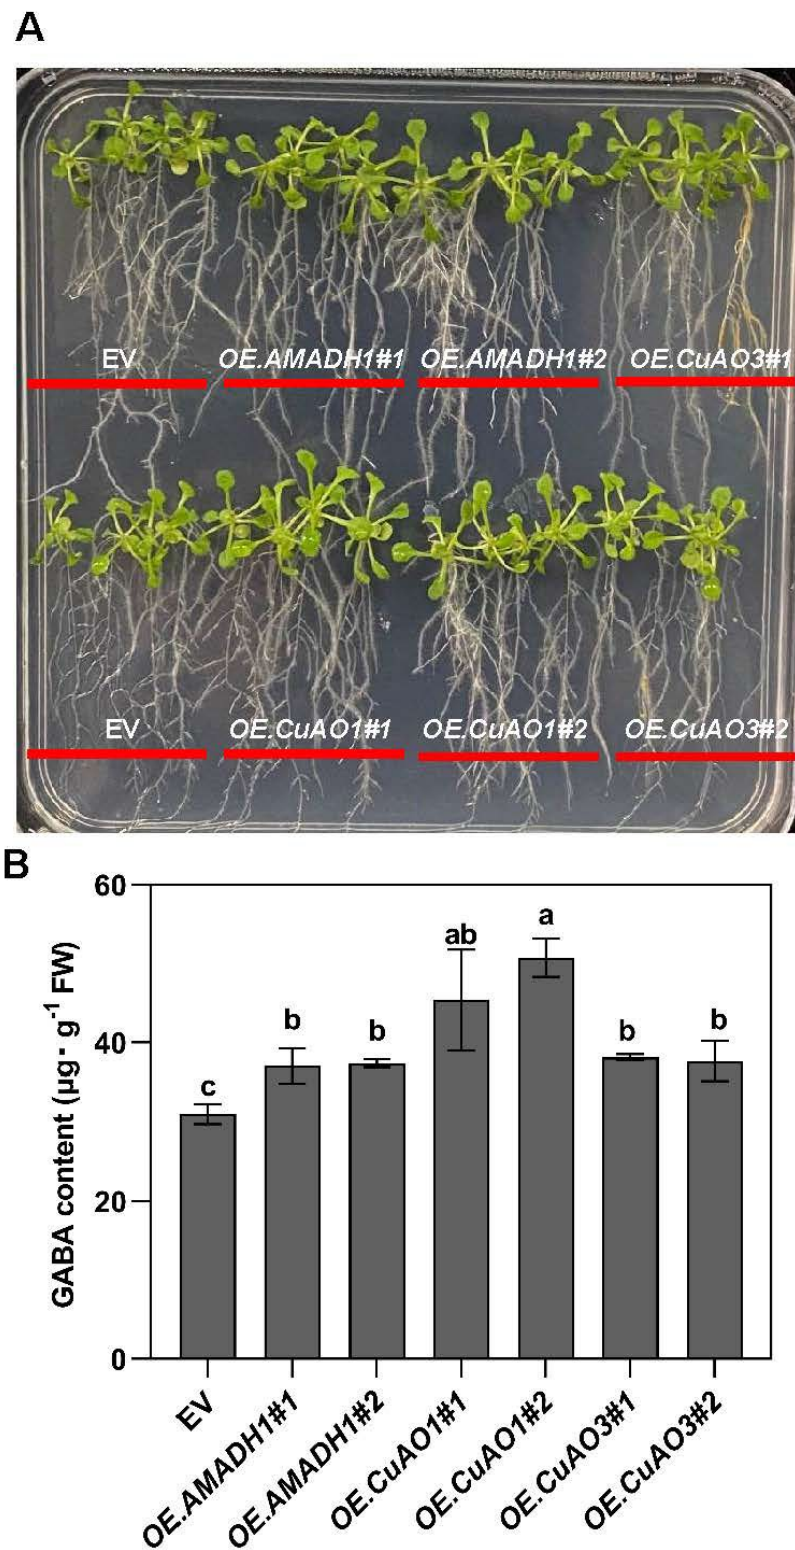 A
EV OE.AMADH1#1 OE.AMADH1#2 OE.CuAO3#1
EV OE.CuAO1#1 OE.CuAO1#2 OE.CuAO3#2
B
GABA content (µg· g⁻¹ FW)
60
40
20
0
c
b
b
ab
a
b
b
EV
OE.AMADH1#1
OE.AMADH1#2
OE.CuAO1#1
OE.CuAO1#2
OE.CuAO3#1
OE.CuAO3#2